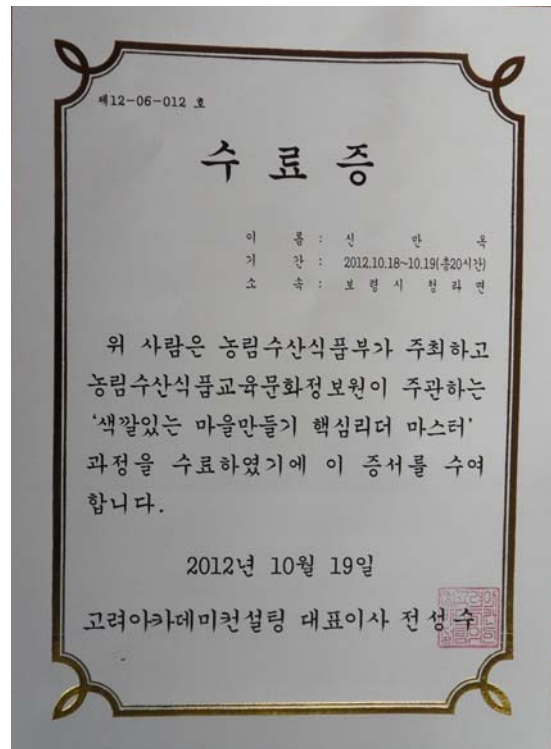 제12-06-012 호
수 료 증
이 름 : 신 만 옥
기 간 : 2012.10.18~10.19(총20시간)
소 속 : 보 령 시 청 라 면
위 사람은 농림수산식품부가 주최하고
농림수산식품교육문화정보원이 주관하는
‘색깔있는 마을만들기 핵심리더 마스터’
과정을 수료하였기에 이 증서를 수여
합니다.
2012년 10월 19일
고려아카데미컨설팅 대표이사 전성수